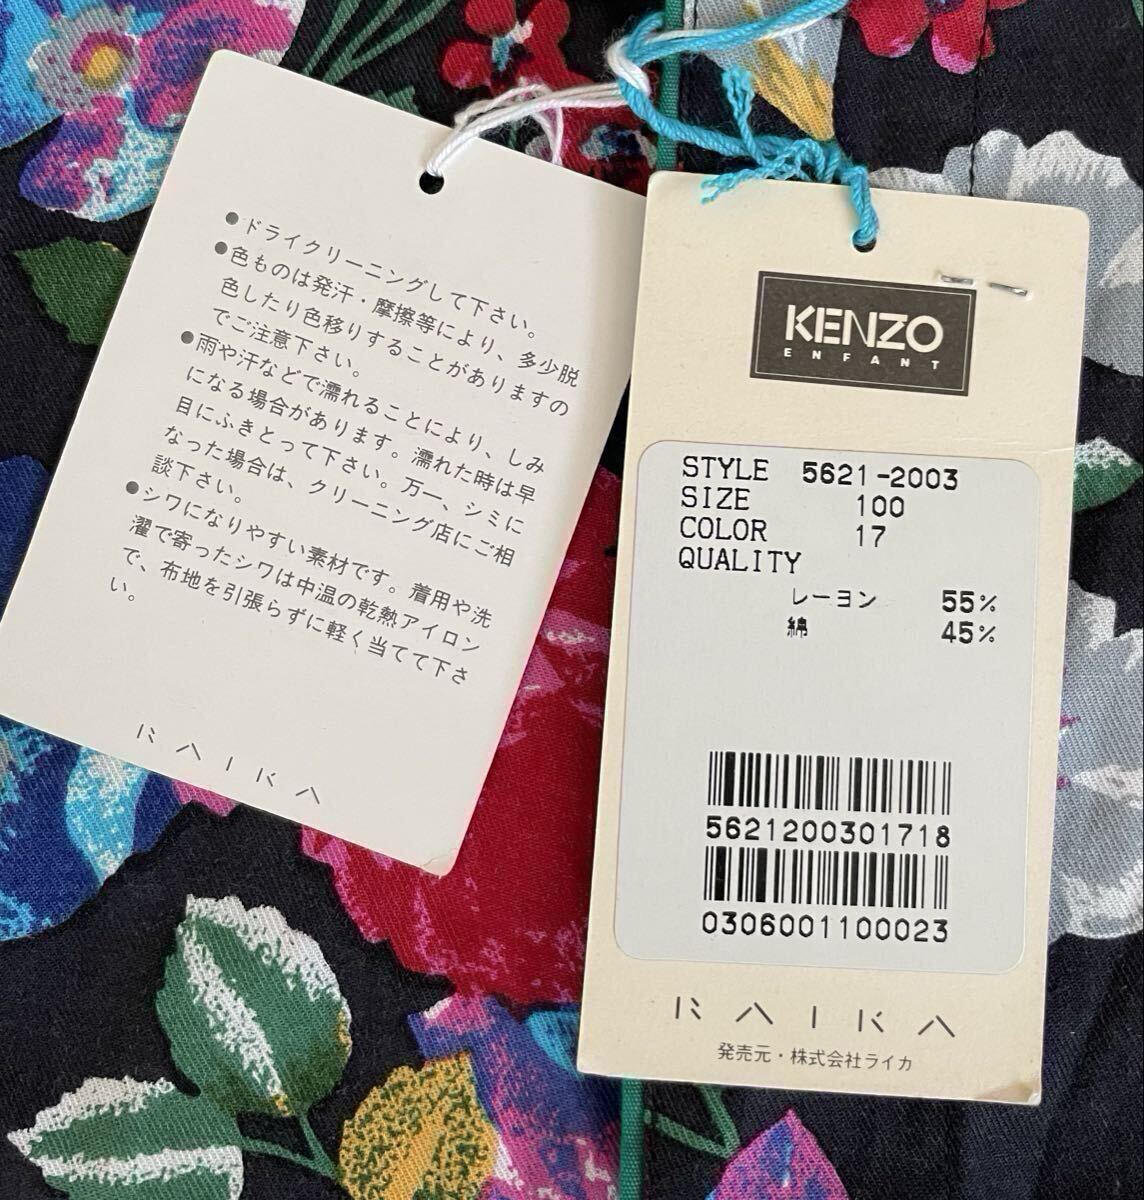 ●ドライクリーニングして下さい。
●色ものは発汗・摩擦等により、多少脱
色したり色移りすることがありますの
でご注意下さい。
●雨や汗などで濡れることにより、しみ
になる場合があります。濡れた時は早
目にふきとって下さい。万一、シミに
なった場合は、クリーニング店にご相
談下さい。
●シワになりやすい素材です。着用や洗
濯で寄ったシワは中温の乾熱アイロン
で、布地を引張らずに軽く当てて下さ
い。
RAIKA
KENZO
ENFANT
STYLE 5621-2003
SIZE 100
COLOR 17
QUALITY
レーヨン 55%
綿 45%
5621200301718
0306001100023
RAIKA
発売元・株式会社ライカ